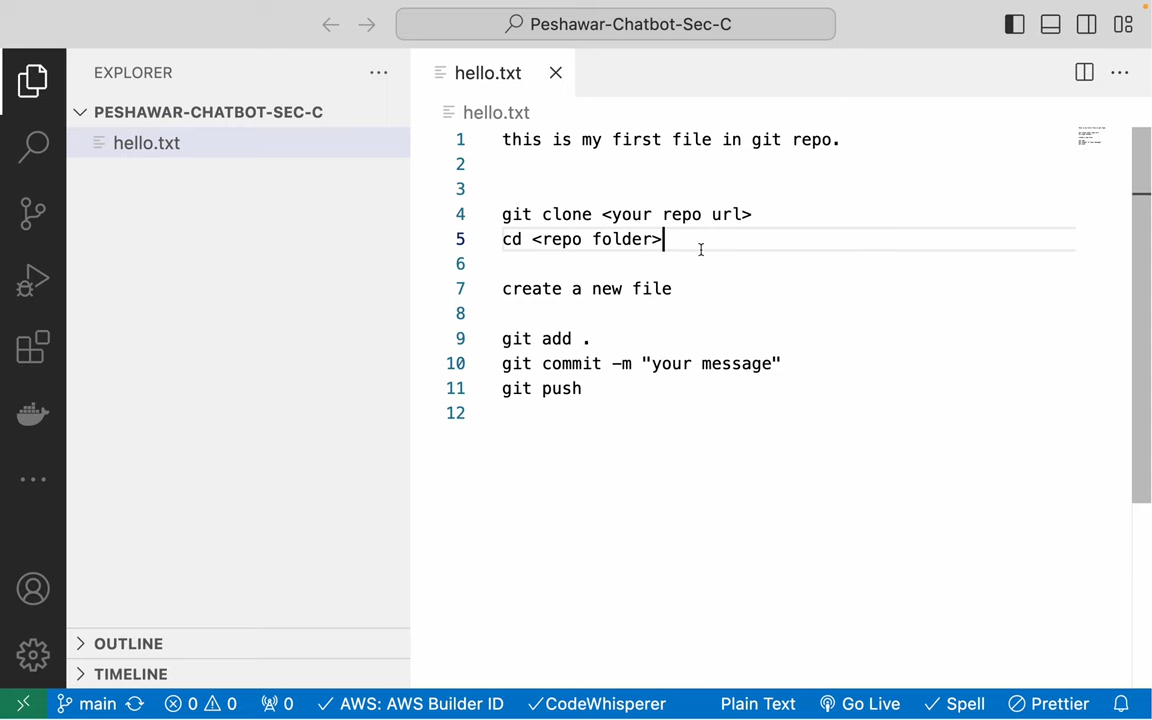 Peshawar-Chatbot-Sec-C
EXPLORER
PESHAWAR-CHATBOT-SEC-C
hello.txt
hello.txt
hello.txt
1 this is my first file in git repo.
2
3
4 git clone <your repo url>
5 cd <repo folder>
6
7 create a new file
8
9 git add .
10 git commit -m "your message"
11 git push
12
OUTLINE
TIMELINE
main 0 0 0 AWS: AWS Builder ID CodeWhisperer Plain Text Go Live Spell Prettier